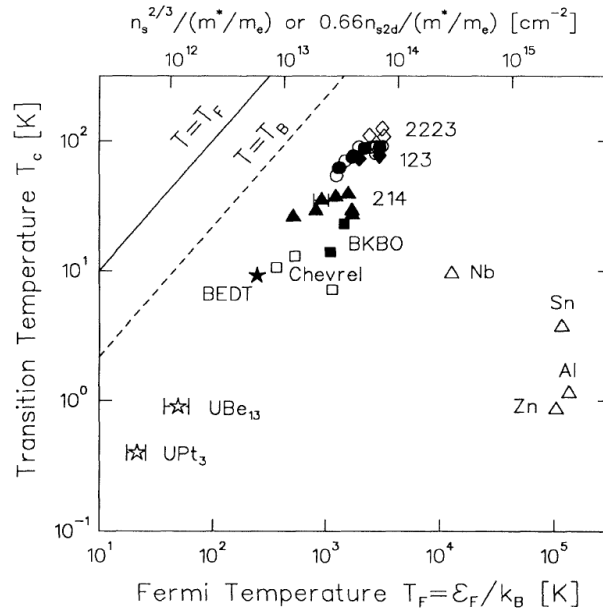 n_s^{2/3}/(m*/m_e) or 0.66n_{s2d}/(m*/m_e) [cm^{-2}]
10^{12} 10^{13} 10^{14} 10^{15}
Transition Temperature T_c [K]
10^2
10^1
10^0
10^{-1}
T=T_F
T=T_B
2223
123
214
BKBO
Chevrel
BEDT
Nb
Sn
Al
Zn
UBe_{13}
UPt_3
10^1 10^2 10^3 10^4 10^5
Fermi Temperature T_F=ε_F/k_B [K]